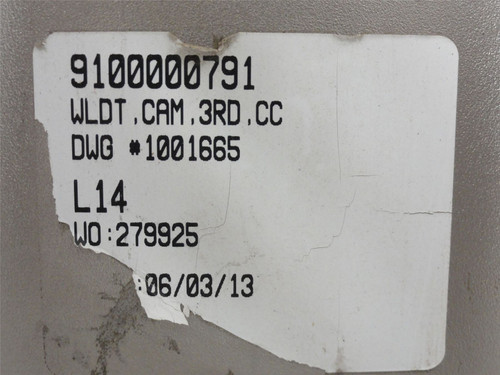 9100000791
WLDT,CAM,3RD,CC
DWG #1001665
L14
WO:279925
:06/03/13